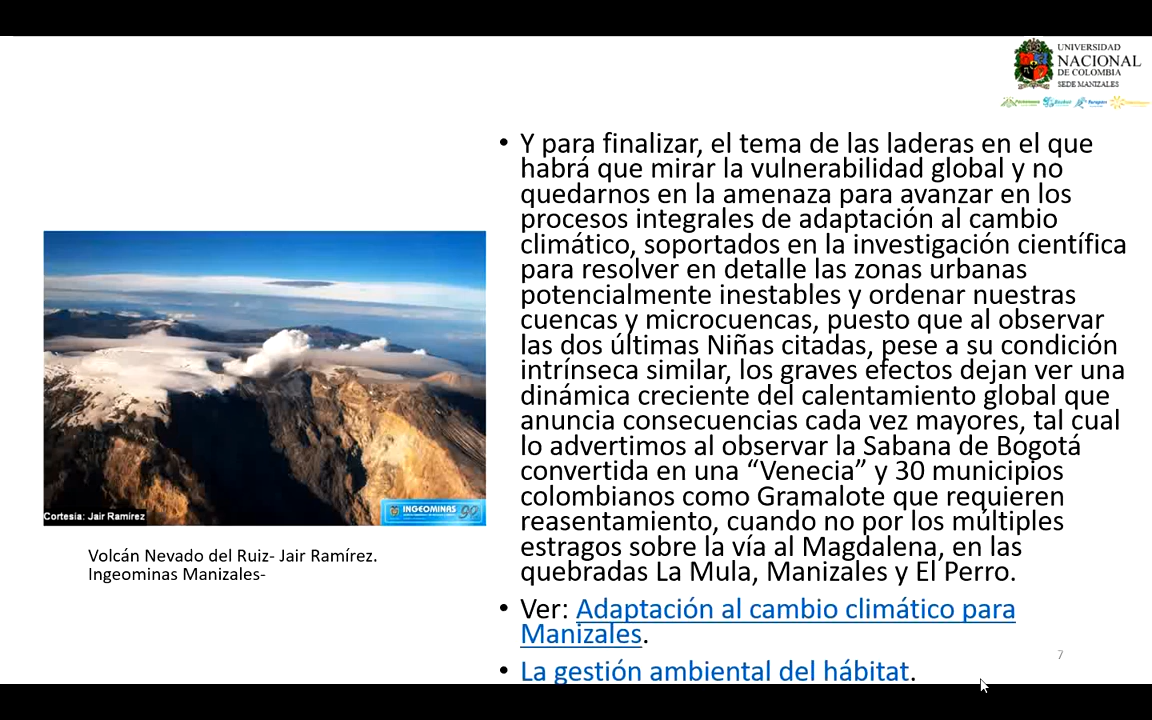 UNIVERSIDAD
NACIONAL
DE COLOMBIA
SEDE MANIZALES
• Y para finalizar, el tema de las laderas en el que
habrá que mirar la vulnerabilidad global y no
quedarnos en la amenaza para avanzar en los
procesos integrales de adaptación al cambio
climático, soportados en la investigación científica
para resolver en detalle las zonas urbanas
potencialmente inestables y ordenar nuestras
cuencas y microcuencas, puesto que al observar
las dos últimas Niñas citadas, pese a su condición
intrínseca similar, los graves efectos dejan ver una
dinámica creciente del calentamiento global que
anuncia consecuencias cada vez mayores, tal cual
lo advertimos al observar la Sabana de Bogotá
convertida en una “Venecia” y 30 municipios
colombianos como Gramalote que requieren
reasentamiento, cuando no por los múltiples
estragos sobre la vía al Magdalena, en las
quebradas La Mula, Manizales y El Perro.
• Ver: Adaptación al cambio climático para
Manizales.
• La gestión ambiental del hábitat.
Cortesía: Jair Ramírez
INGEOMINAS
Volcán Nevado del Ruiz- Jair Ramírez.
Ingeominas Manizales-
7